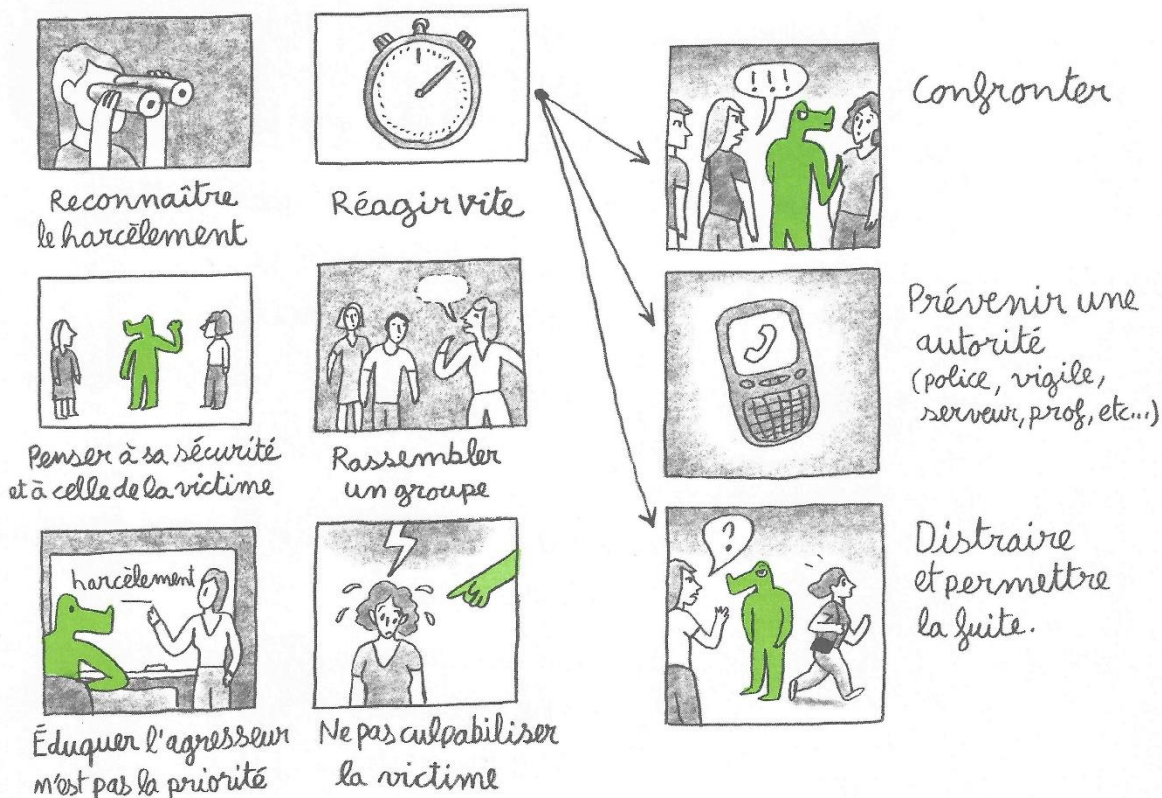 Reconnaître
le harcèlement
Réagir vite
!!!
Confronter
Penser à sa sécurité
et à celle de la victime
Rassembler
un groupe
Prévenir une
autorité
(police, vigile,
serveur, prof, etc...)
harcèlement
Éduquer l'agresseur
n'est pas la priorité
Ne pas culpabiliser
la victime
?
Distraire
et permettre
la fuite.